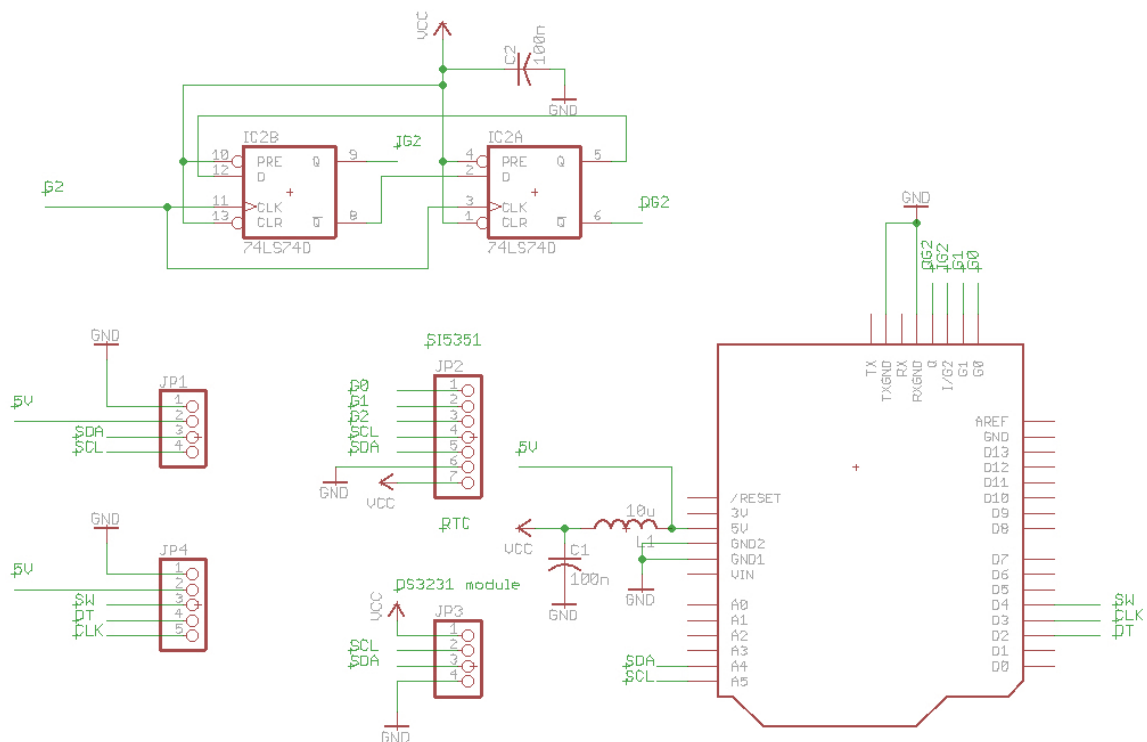 VCC
C2
100n
GND
IC2B
10 PRE Q 9
12 D
11 CLK
13 CLR Q 8
74LS74D
IG2
IC2A
4 PRE Q 5
2 D
3 CLK
1 CLR Q 6
74LS74D
QG2
G2
GND
QG2
IG2
G1
G0
TX
TXGND
RX
RXGND
Q
I/G2
G1
G0
GND
JP1
5V
1
2
SDA 3
SCL 4
SI5351
JP2
G0 1
G1 2
G2 3
SCL 4
SDA 5
6
7
GND
VCC
5V
10u
L1
VCC
C1
100n
GND
GND
GND
JP4
5V
1
2
SW 3
DT 4
CLK 5
RTC
DS3231 module
VCC
JP3
1
SCL 2
SDA 3
4
GND
/RESET
3V
5V
GND2
GND1
VIN
A0
A1
A2
A3
SDA A4
SCL A5
AREF
GND
D13
D12
D11
D10
D9
D8
D7
D6
D5
D4 SW
D3 CLK
D2 DT
D1
D0